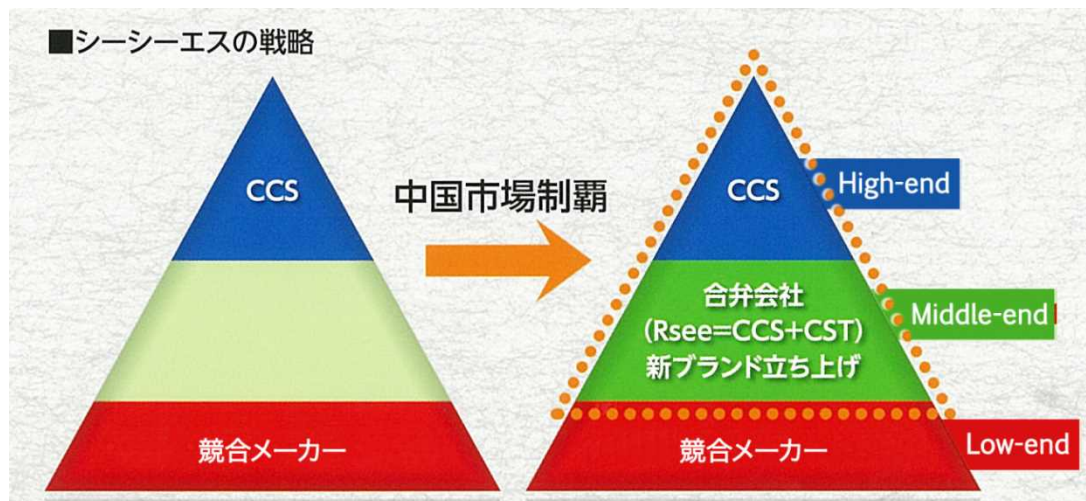 ■シーシーエスの戦略
CCS
競合メーカー
中国市場制覇
CCS
High-end
合弁会社
(Rsee=CCS+CST)
新ブランド立ち上げ
Middle-end
競合メーカー
Low-end